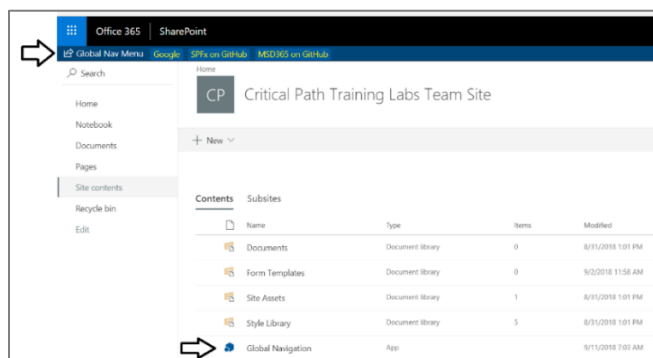 Office 365 SharePoint
Global Nav Menu Google SPFx on GitHub MSD365 on GitHub
Search
Home
Notebook
Documents
Pages
Site contents
Recycle bin
Edit
Home
CP Critical Path Training Labs Team Site
+ New
Contents Subsites
Name Type Items Modified
Documents Document library 0 8/31/2018 1:01 PM
Form Templates Document library 0 9/2/2018 11:58 AM
Site Assets Document library 1 8/31/2018 1:01 PM
Style Library Document library 5 8/31/2018 1:01 PM
Global Navigation App 9/11/2018 7:02 AM